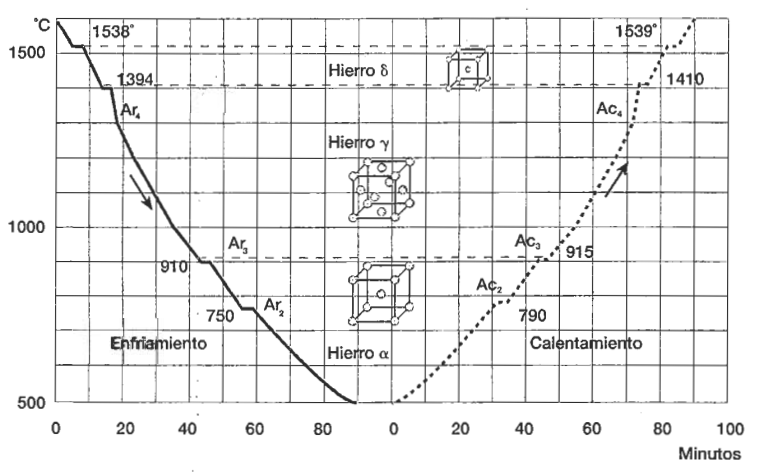 °C
1538° 1539°
1500
Hierro δ c
1394 1410
Ar₄ Ac₄
Hierro γ
1000
Ar₃ Ac₃
910 915
Ac₂
750 Ar₂ 790
Enfriamiento Calentamiento
Hierro α
500
0 20 40 60 80 0 20 40 60 80 100
Minutos